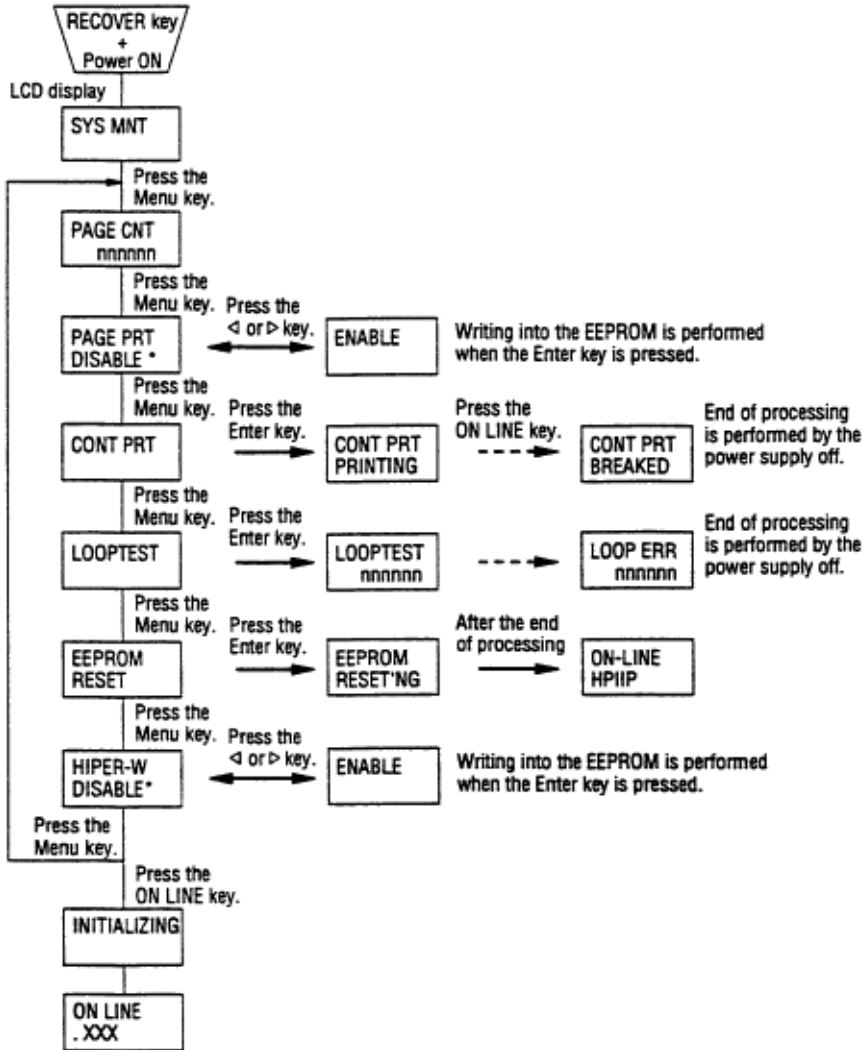 RECOVER key
+
Power ON
LCD display
SYS MNT
Press the
Menu key.
PAGE CNT
nnnnnn
Press the
Menu key.
Press the
◁ or ▷ key.
PAGE PRT
DISABLE *
ENABLE
Writing into the EEPROM is performed
when the Enter key is pressed.
Press the
Menu key.
Press the
Enter key.
Press the
ON LINE key.
CONT PRT
CONT PRT
PRINTING
CONT PRT
BREAKED
End of processing
is performed by the
power supply off.
Press the
Menu key.
Press the
Enter key.
LOOPTEST
LOOPTEST
nnnnnn
LOOP ERR
nnnnnn
End of processing
is performed by the
power supply off.
Press the
Menu key.
Press the
Enter key.
After the end
of processing
EEPROM
RESET
EEPROM
RESET'NG
ON-LINE
HPIIP
Press the
Menu key.
Press the
◁ or ▷ key.
HIPER-W
DISABLE*
ENABLE
Writing into the EEPROM is performed
when the Enter key is pressed.
Press the
Menu key.
Press the
ON LINE key.
INITIALIZING
ON LINE
. XXX